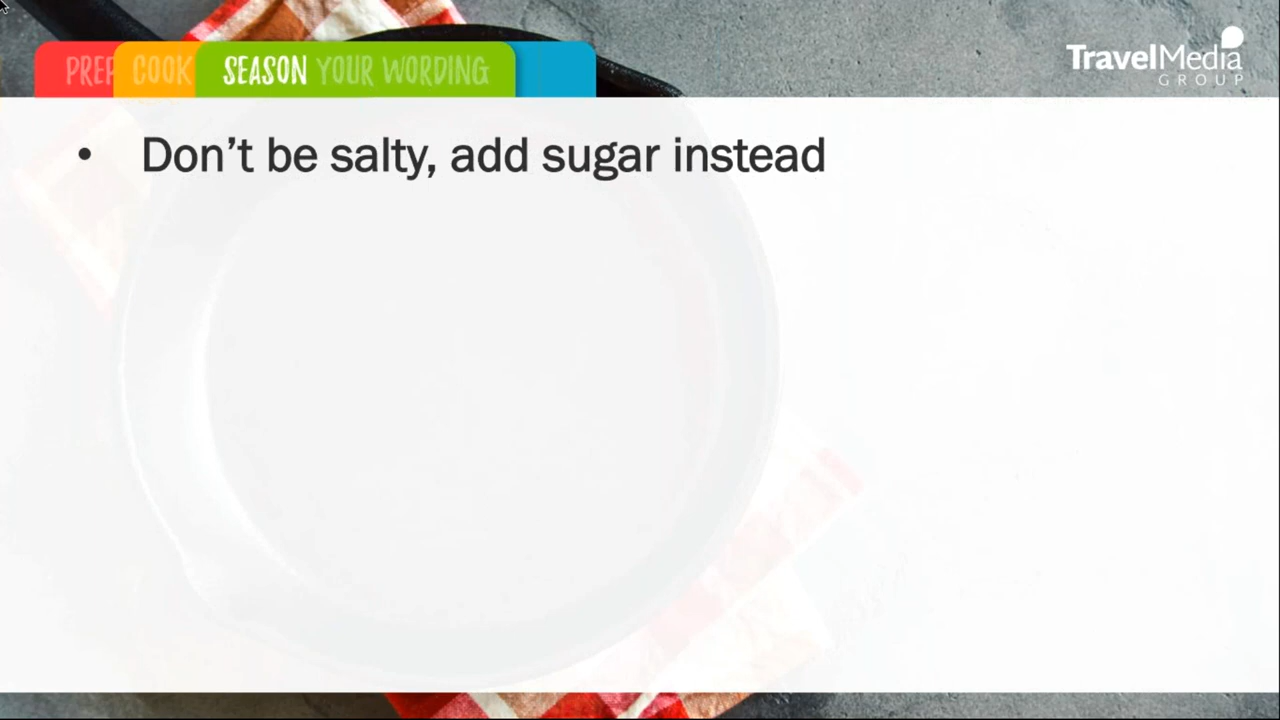 PREP COOK SEASON YOUR WORDING
TravelMedia
GROUP
• Don't be salty, add sugar instead